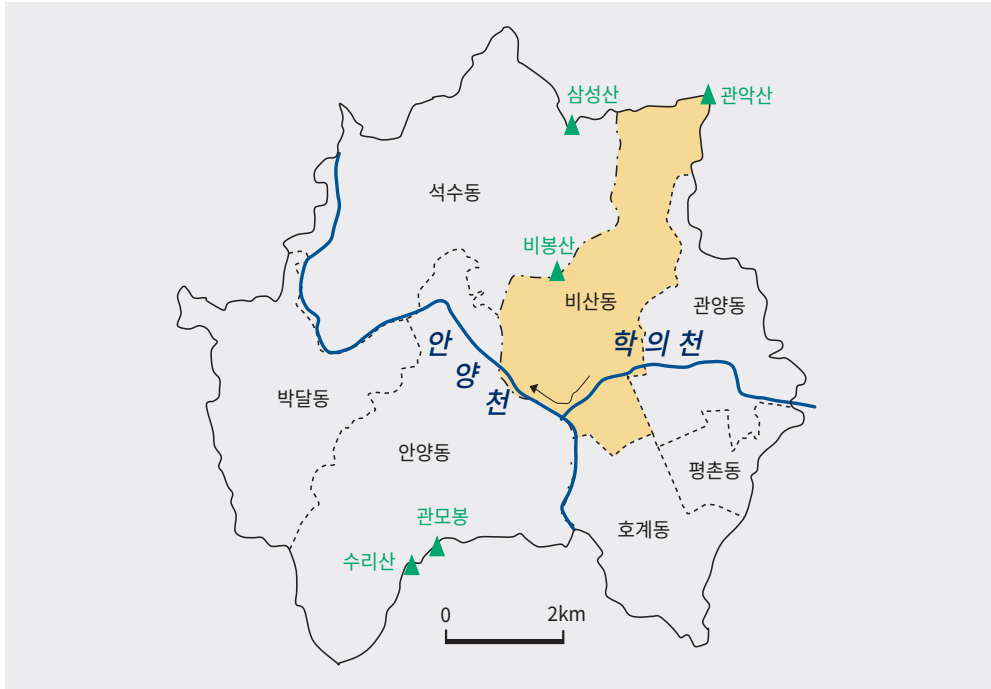 삼성산
관악산
석수동
비봉산
비산동
관양동
안양천
학의천
박달동
안양동
평촌동
관모봉
호계동
수리산
0 2km